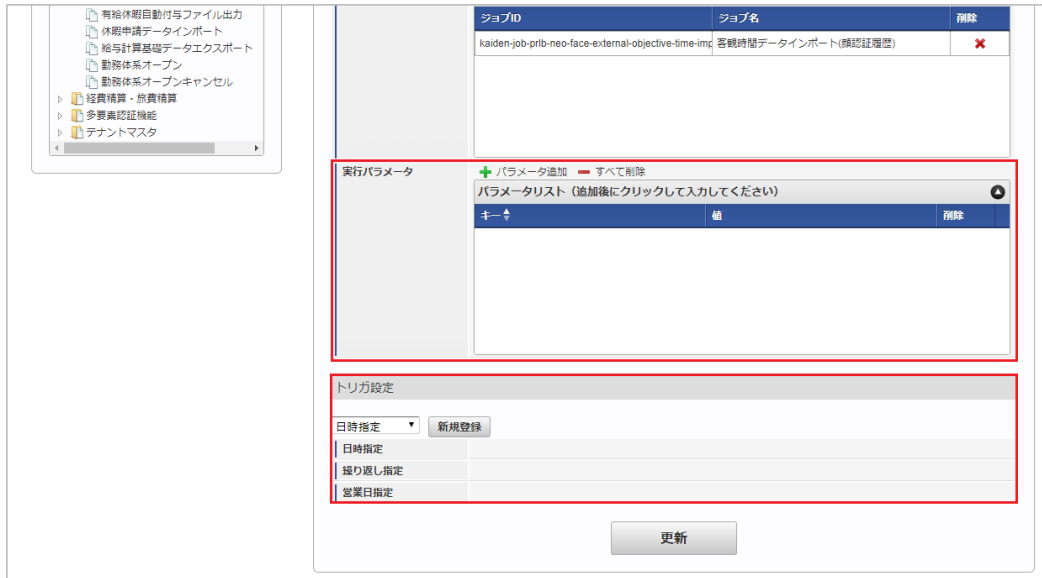 有給休暇自動付与ファイル出力
休暇申請データインポート
給与計算基礎データエクスポート
勤務体系オープン
勤務体系オープンキャンセル
経費精算・旅費精算
多要素認証機能
テナントマスタ
ジョブID ジョブ名 削除
kaiden-job-prlb-neo-face-external-objective-time-imp 客観時間データインポート(顔認証履歴)
実行パラメータ パラメータ追加 すべて削除
パラメータリスト（追加後にクリックして入力してください）
キー 値 削除
トリガ設定
日時指定 新規登録
日時指定
繰り返し指定
営業日指定
更新